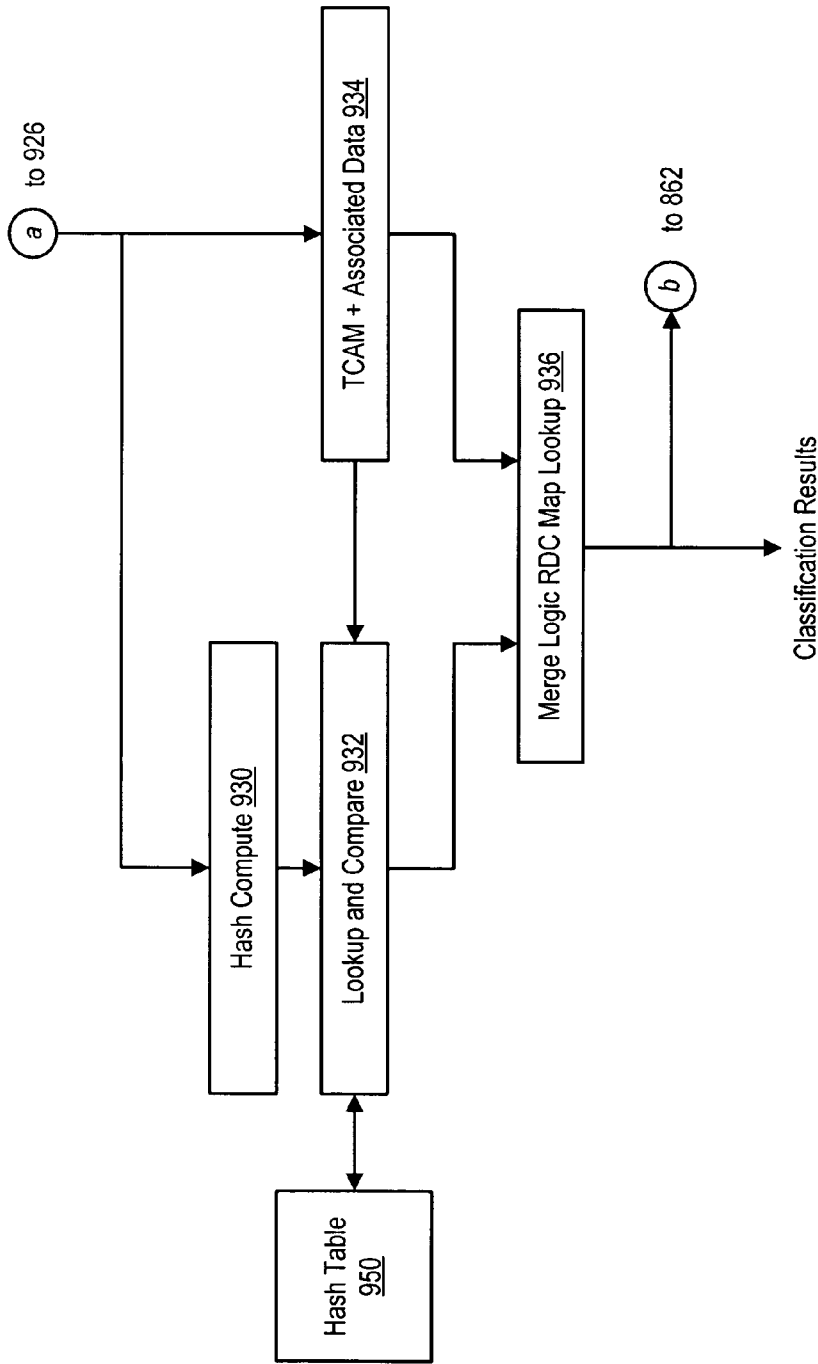 a
to 926
Hash Compute 930
Hash Table
950
Lookup and Compare 932
TCAM + Associated Data 934
Merge Logic RDC Map Lookup 936
b
to 862
Classification Results